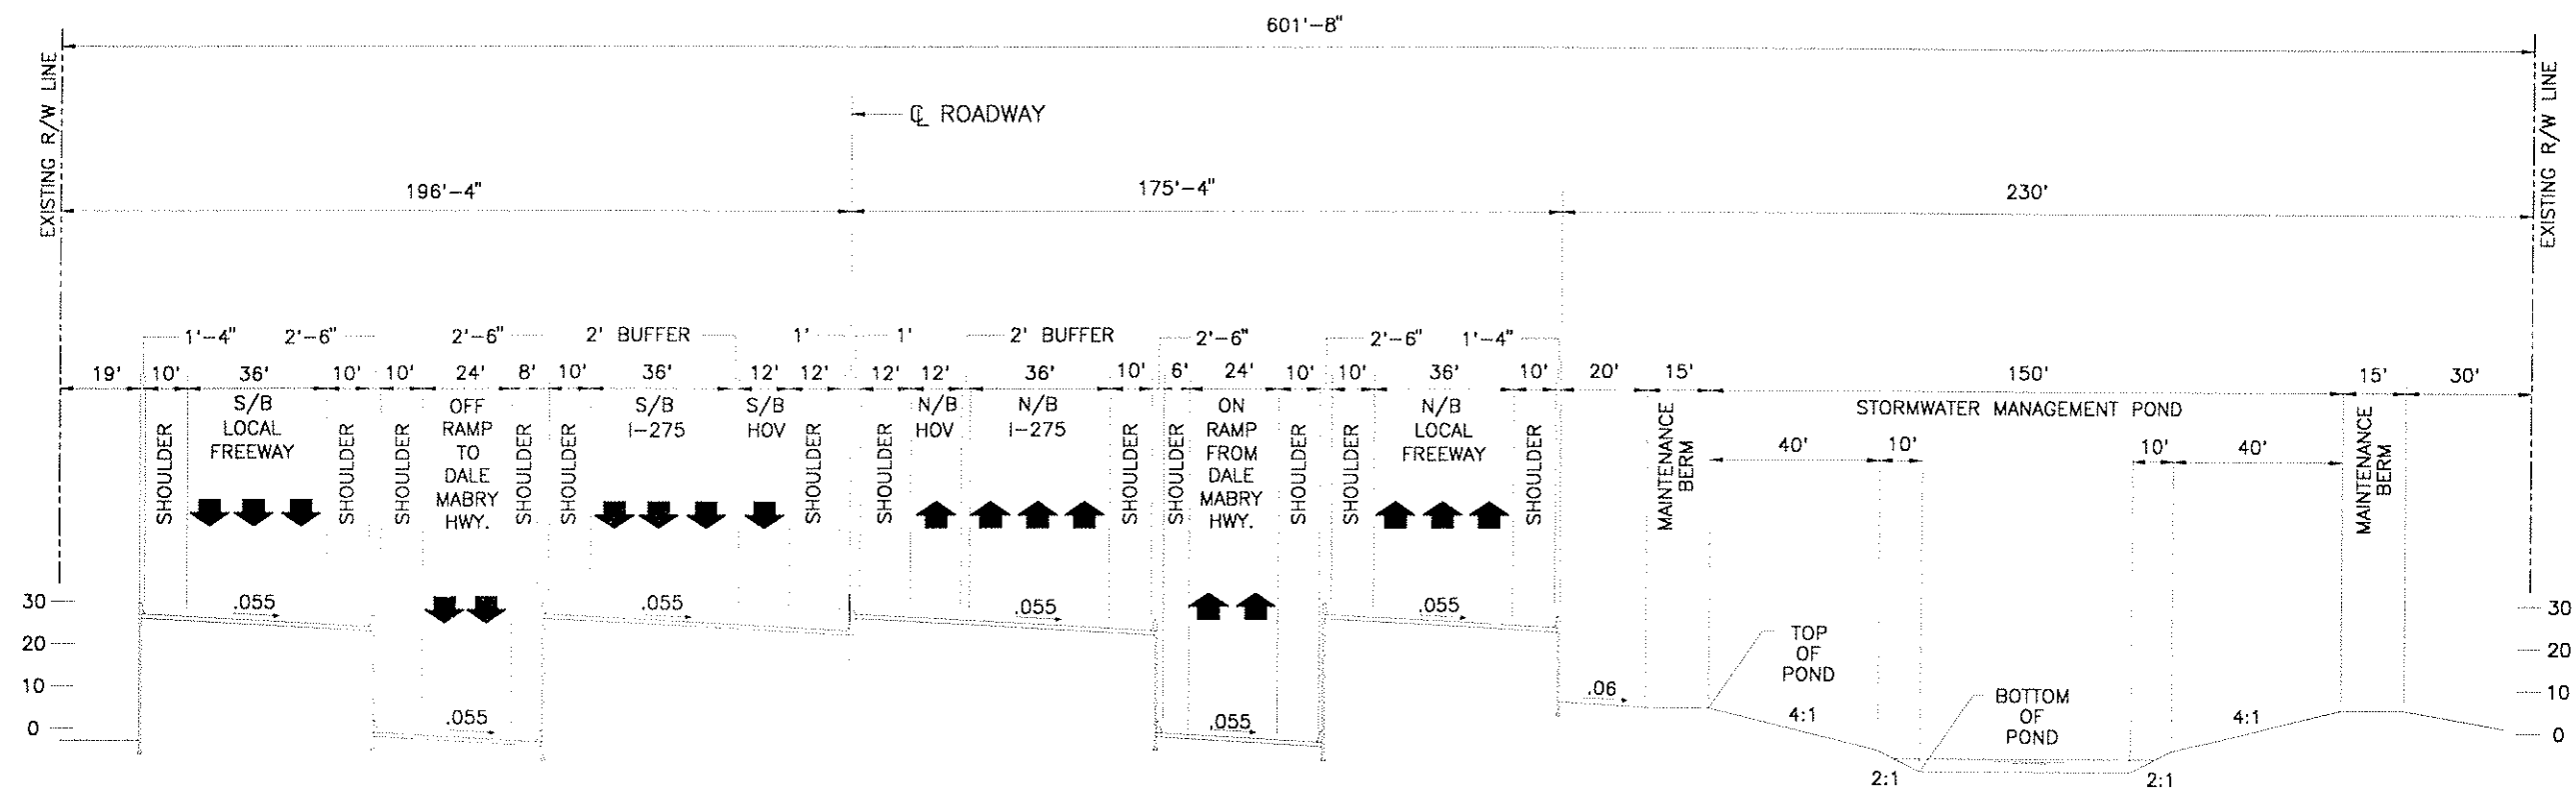 601'-8"
EXISTING R/W LINE
EXISTING R/W LINE
℄ ROADWAY
196'-4"
175'-4"
230'
1'-4"
2'-6"
2'-6"
2' BUFFER
1'
1'
2' BUFFER
2'-6"
2'-6"
1'-4"
19'
10'
36'
10'
10'
24'
8'
10'
36'
12'
12'
12'
12'
36'
10'
6'
24'
10'
10'
36'
10'
20'
15'
150'
15'
30'
SHOULDER
S/B
LOCAL
FREEWAY
SHOULDER
SHOULDER
OFF
RAMP
TO
DALE
MABRY
HWY.
SHOULDER
SHOULDER
S/B
I-275
S/B
HOV
SHOULDER
SHOULDER
N/B
HOV
N/B
I-275
SHOULDER
SHOULDER
ON
RAMP
FROM
DALE
MABRY
HWY.
SHOULDER
SHOULDER
N/B
LOCAL
FREEWAY
SHOULDER
MAINTENANCE
BERM
STORMWATER MANAGEMENT POND
40'
10'
10'
40'
MAINTENANCE
BERM
30
20
10
0
.055
.055
.055
.055
.055
.055
.06
TOP
OF
POND
4:1
2:1
BOTTOM
OF
POND
2:1
4:1
30
20
10
0